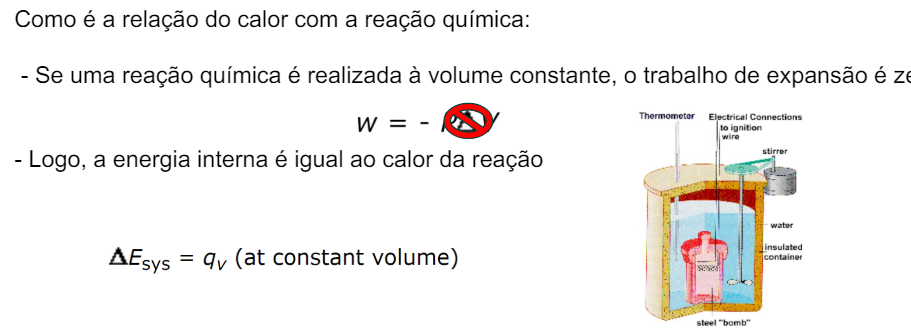 Como é a relação do calor com a reação química:
- Se uma reação química é realizada à volume constante, o trabalho de expansão é
w = -
- Logo, a energia interna é igual ao calor da reação
ΔEsys = qv (at constant volume)
Thermometer
Electrical Connections
to ignition
wire
stirrer
water
insulated
container
steel "bomb"